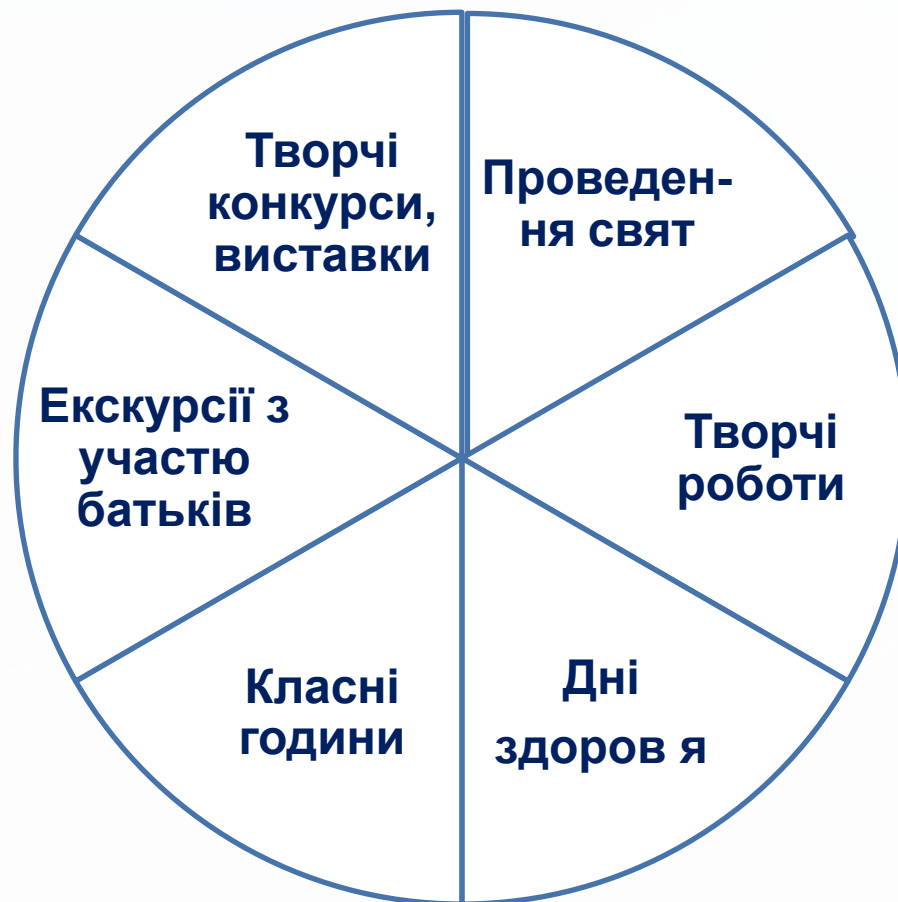 Творчі
конкурси,
виставки
Проведен-
ня свят
Екскурсії з
участю
батьків
Творчі
роботи
Класні
години
Дні
здоров я